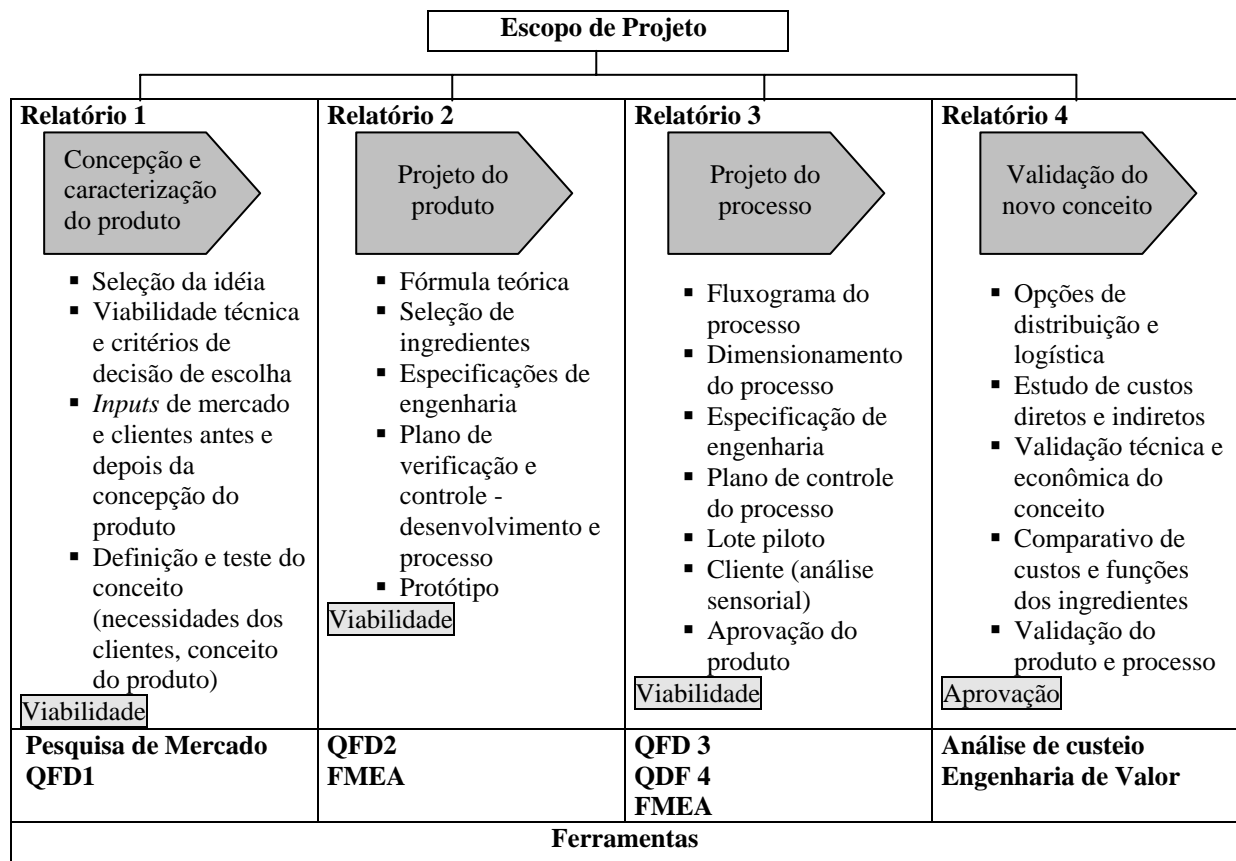 Escopo de Projeto
Relatório 1
Concepção e
caracterização
do produto
▪ Seleção da idéia
▪ Viabilidade técnica
e critérios de
decisão de escolha
▪ Inputs de mercado
e clientes antes e
depois da
concepção do
produto
▪ Definição e teste do
conceito
(necessidades dos
clientes, conceito
do produto)
Viabilidade
Relatório 2
Projeto do
produto
▪ Fórmula teórica
▪ Seleção de
ingredientes
▪ Especificações de
engenharia
▪ Plano de
verificação e
controle -
desenvolvimento e
processo
▪ Protótipo
Viabilidade
Relatório 3
Projeto do
processo
▪ Fluxograma do
processo
▪ Dimensionamento
do processo
▪ Especificação de
engenharia
▪ Plano de controle
do processo
▪ Lote piloto
▪ Cliente (análise
sensorial)
▪ Aprovação do
produto
Viabilidade
Relatório 4
Validação do
novo conceito
▪ Opções de
distribuição e
logística
▪ Estudo de custos
diretos e indiretos
▪ Validação técnica e
econômica do
conceito
▪ Comparativo de
custos e funções
dos ingredientes
▪ Validação do
produto e processo
Aprovação
Pesquisa de Mercado
QFD1
QFD2
FMEA
QFD 3
QDF 4
FMEA
Análise de custeio
Engenharia de Valor
Ferramentas